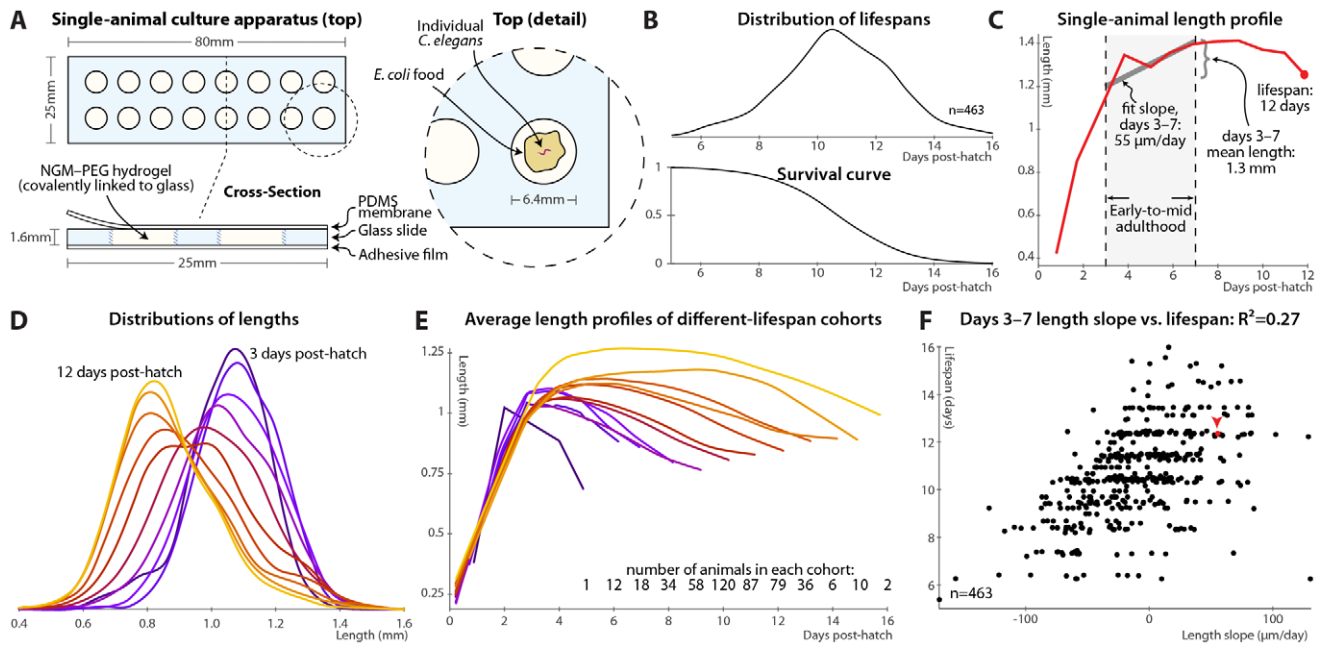 A
Single-animal culture apparatus (top)
80mm
25mm
NGM–PEG hydrogel
(covalently linked to glass)
Cross-Section
PDMS
membrane
Glass slide
Adhesive film
1.6mm
25mm
Top (detail)
Individual
C. elegans
E. coli food
6.4mm
B
Distribution of lifespans
n=463
6 8 10 12 14 16
Days post-hatch
Survival curve
1
0.5
0
6 8 10 12 14 16
Days post-hatch
C
Single-animal length profile
Length (mm)
1.4
1.2
1
0.8
0.6
0.4
fit slope,
days 3–7:
55 μm/day
lifespan:
12 days
days 3–7
mean length:
1.3 mm
Early-to-mid
adulthood
0 2 4 6 8 10 12
Days post-hatch
D
Distributions of lengths
3 days post-hatch
12 days post-hatch
0.4 0.6 0.8 1.0 1.2 1.4 1.6
Length (mm)
E
Average length profiles of different-lifespan cohorts
Length (mm)
1.25
1
0.75
0.5
0.25
number of animals in each cohort:
1 12 18 34 58 120 87 79 36 6 10 2
0 2 4 6 8 10 12 14 16
Days post-hatch
F
Days 3–7 length slope vs. lifespan: R²=0.27
Lifespan (days)
16
14
12
10
8
6
n=463
-100 0 100
Length slope (μm/day)